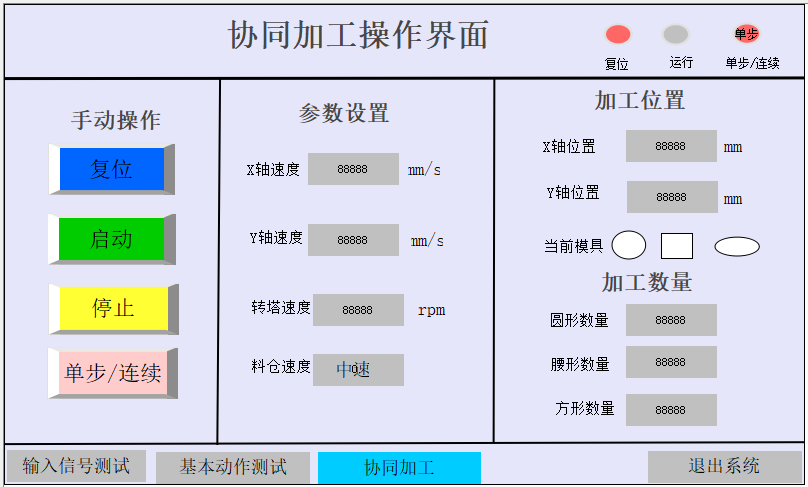 协同加工操作界面
单步
复位
运行
单步/连续
手动操作
复位
启动
停止
单步/连续
参数设置
X轴速度 88888 mm/s
Y轴速度 88888 mm/s
转塔速度 88888 rpm
料仓速度 中速
加工位置
X轴位置 88888 mm
Y轴位置 88888 mm
当前模具
加工数量
圆形数量 88888
腰形数量 88888
方形数量 88888
输入信号测试
基本动作测试
协同加工
退出系统